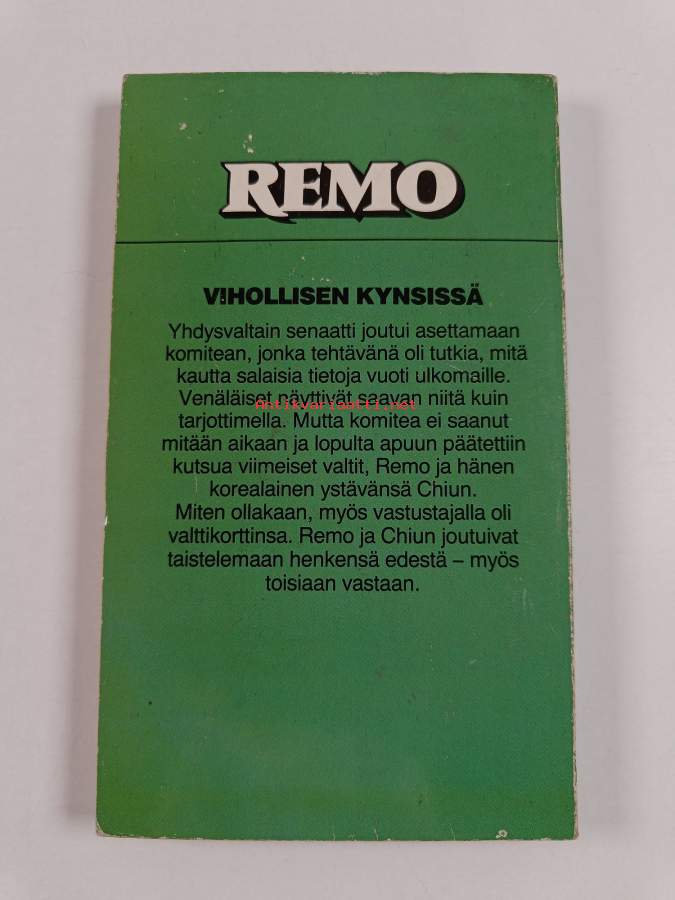 REMO
VIHOLLISEN KYNSISSÄ
Yhdysvaltain senaatti joutui asettamaan
komitean, jonka tehtävänä oli tutkia, mitä
kautta salaisia tietoja vuoti ulkomaille.
Venäläiset näyttivät saavan niitä kuin
Antikvariaatti.net
tarjottimella. Mutta komitea ei saanut
mitään aikaan ja lopulta apuun päätettiin
kutsua viimeiset valtit, Remo ja hänen
korealainen ystävänsä Chiun.
Miten ollakaan, myös vastustajalla oli
valttikorttinsa. Remo ja Chiun joutuivat
taistelemaan henkensä edestä – myös
toisiaan vastaan.